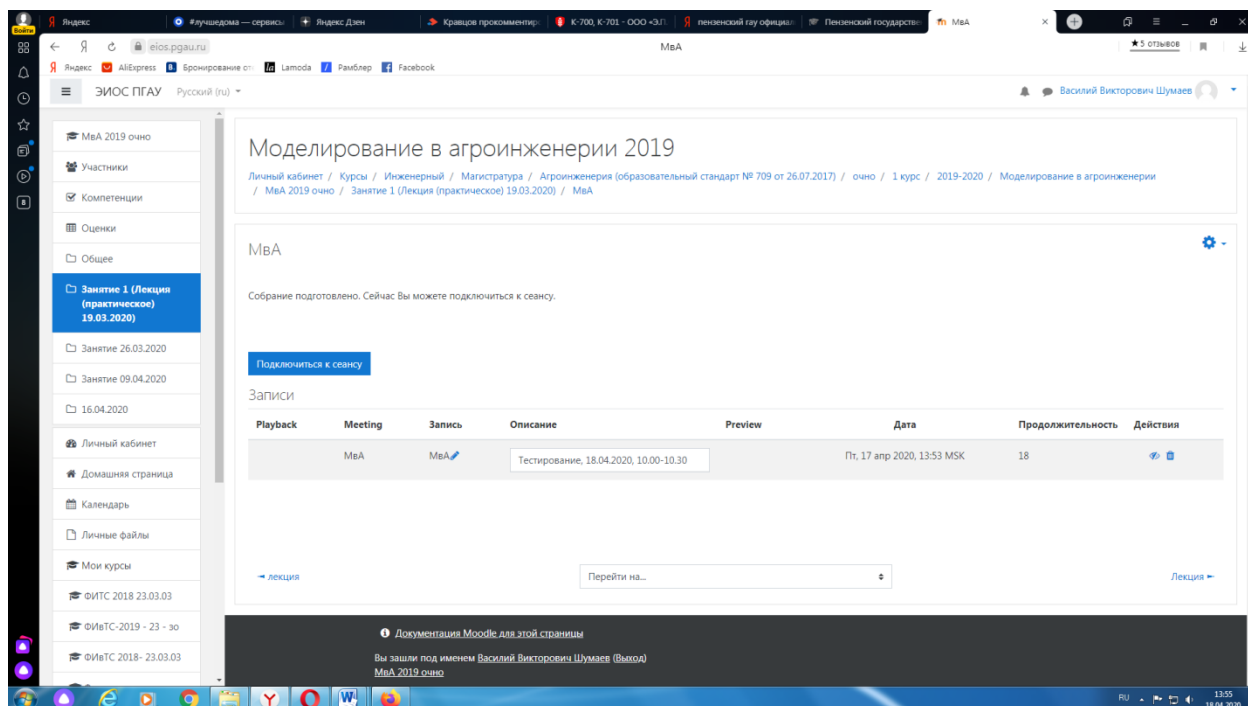 Яндекс
#лучшедома — сервисы
Яндекс Дзен
Кравцов прокомментир
К-700, К-701 - ООО «З.П.
пензенский гау официал
Пензенский государстве
МвА
Войти
eios.pgau.ru
МвА
★5 отзывов
Яндекс
AliExpress
Бронирование от
Lamoda
Рамблер
Facebook
ЭИОС ПГАУ
Русский (ru)
Василий Викторович Шумаев
МвА 2019 очно
Участники
Компетенции
Оценки
Общее
Занятие 1 (Лекция
(практическое)
19.03.2020)
Занятие 26.03.2020
Занятие 09.04.2020
16.04.2020
Личный кабинет
Домашняя страница
Календарь
Личные файлы
Мои курсы
ФИТС 2018 23.03.03
ФИвТС-2019 - 23 - зо
ФИвТС 2018- 23.03.03
Моделирование в агроинженерии 2019
Личный кабинет / Курсы / Инженерный / Магистратура / Агроинженерия (образовательный стандарт № 709 от 26.07.2017) / очно / 1 курс / 2019-2020 / Моделирование в агроинженерии
/ МвА 2019 очно / Занятие 1 (Лекция (практическое) 19.03.2020) / МвА
МвА
Собрание подготовлено. Сейчас Вы можете подключиться к сеансу.
Подключиться к сеансу
Записи
Playback Meeting Запись Описание Preview Дата Продолжительность Действия
МвА МвА Тестирование, 18.04.2020, 10.00-10.30 Пт, 17 апр 2020, 13:53 MSK 18
◄ лекция
Перейти на...
Лекция ►
Документация Moodle для этой страницы
Вы зашли под именем Василий Викторович Шумаев (Выход)
МвА 2019 очно
RU
13:55
18.04.2020